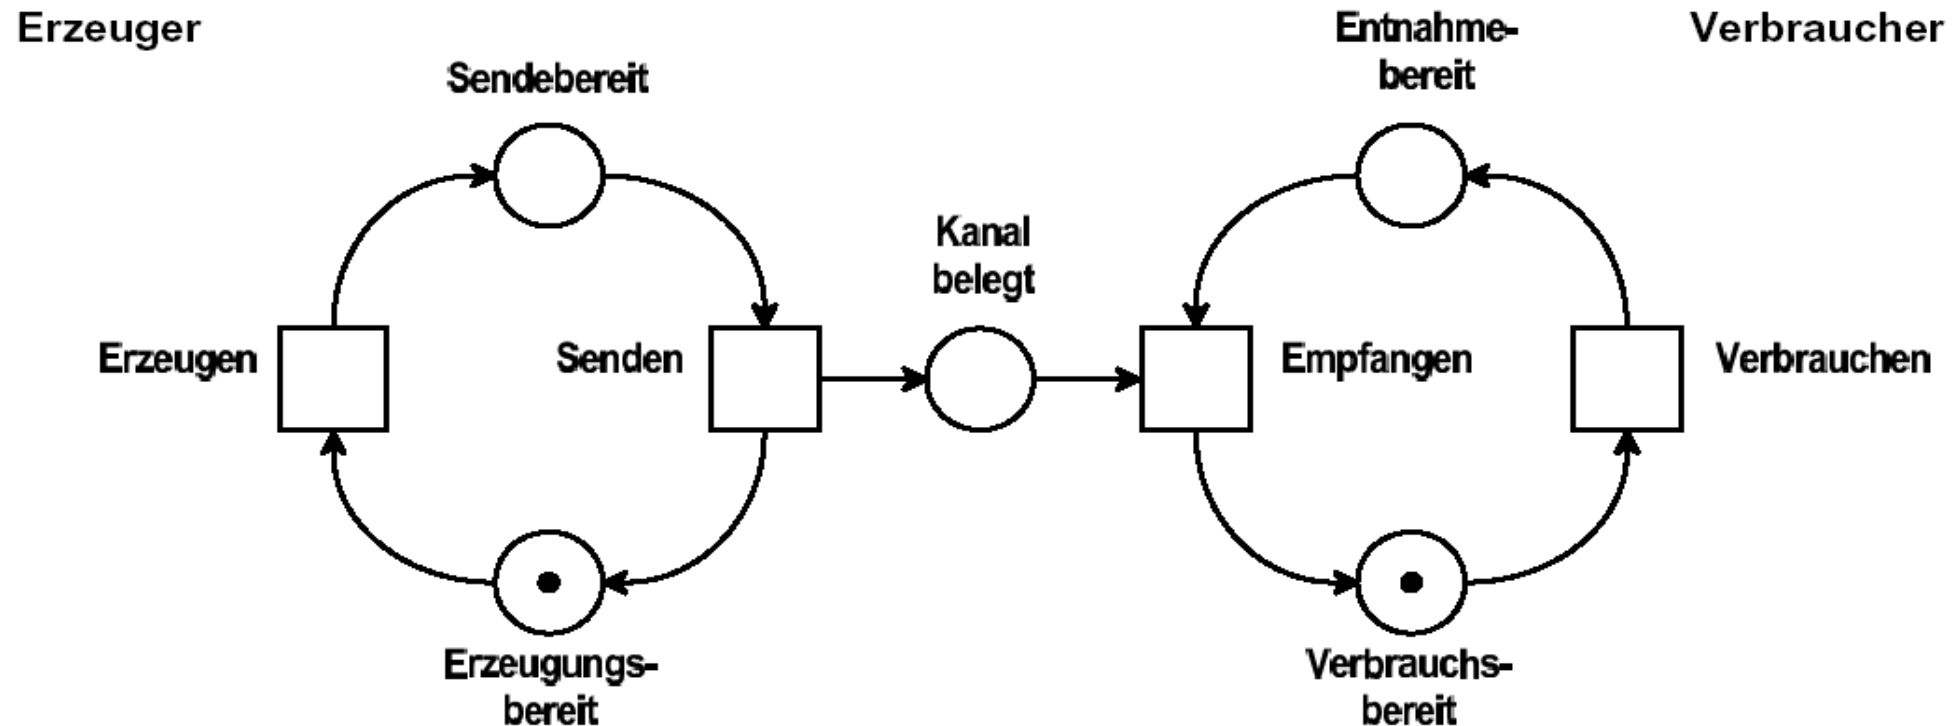 Erzeuger
Verbraucher
Sendebereit
Entnahme-
bereit
Kanal
belegt
Erzeugen
Senden
Empfangen
Verbrauchen
Erzeugungs-
bereit
Verbrauchs-
bereit